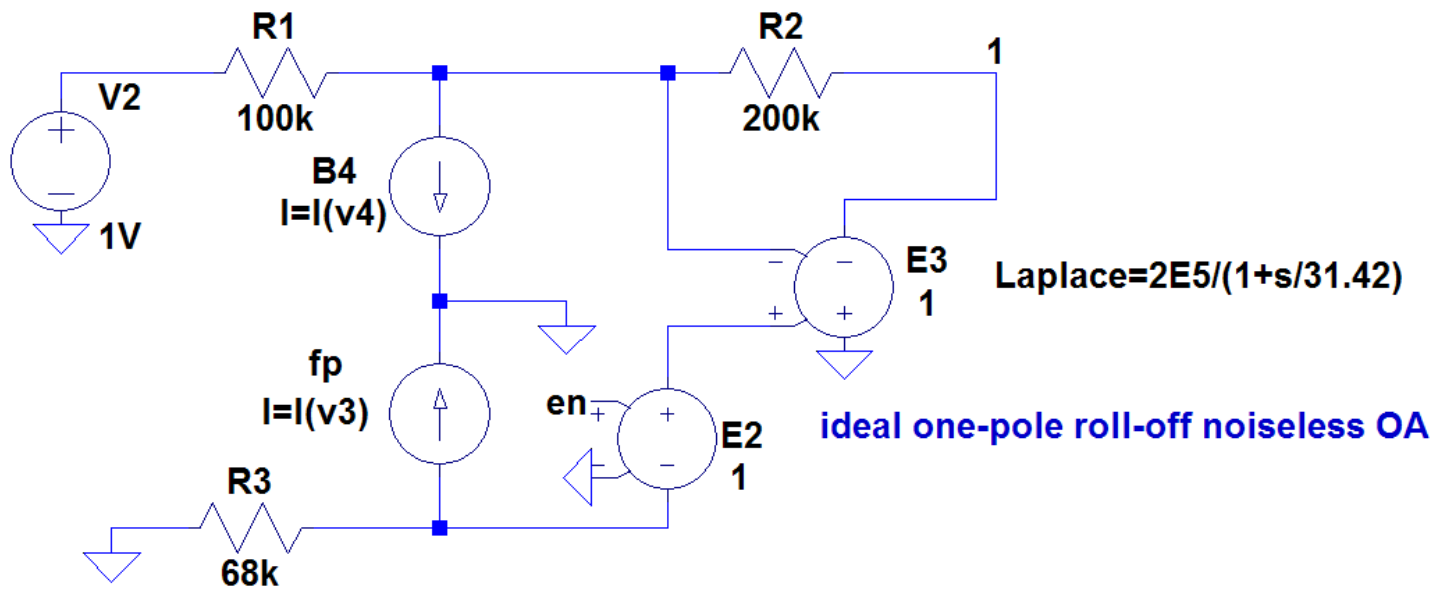 R1
R2
1
V2
100k
200k
B4
I=I(v4)
1V
E3
1
Laplace=2E5/(1+s/31.42)
fp
I=I(v3)
en
E2
1
ideal one-pole roll-off noiseless OA
R3
68k